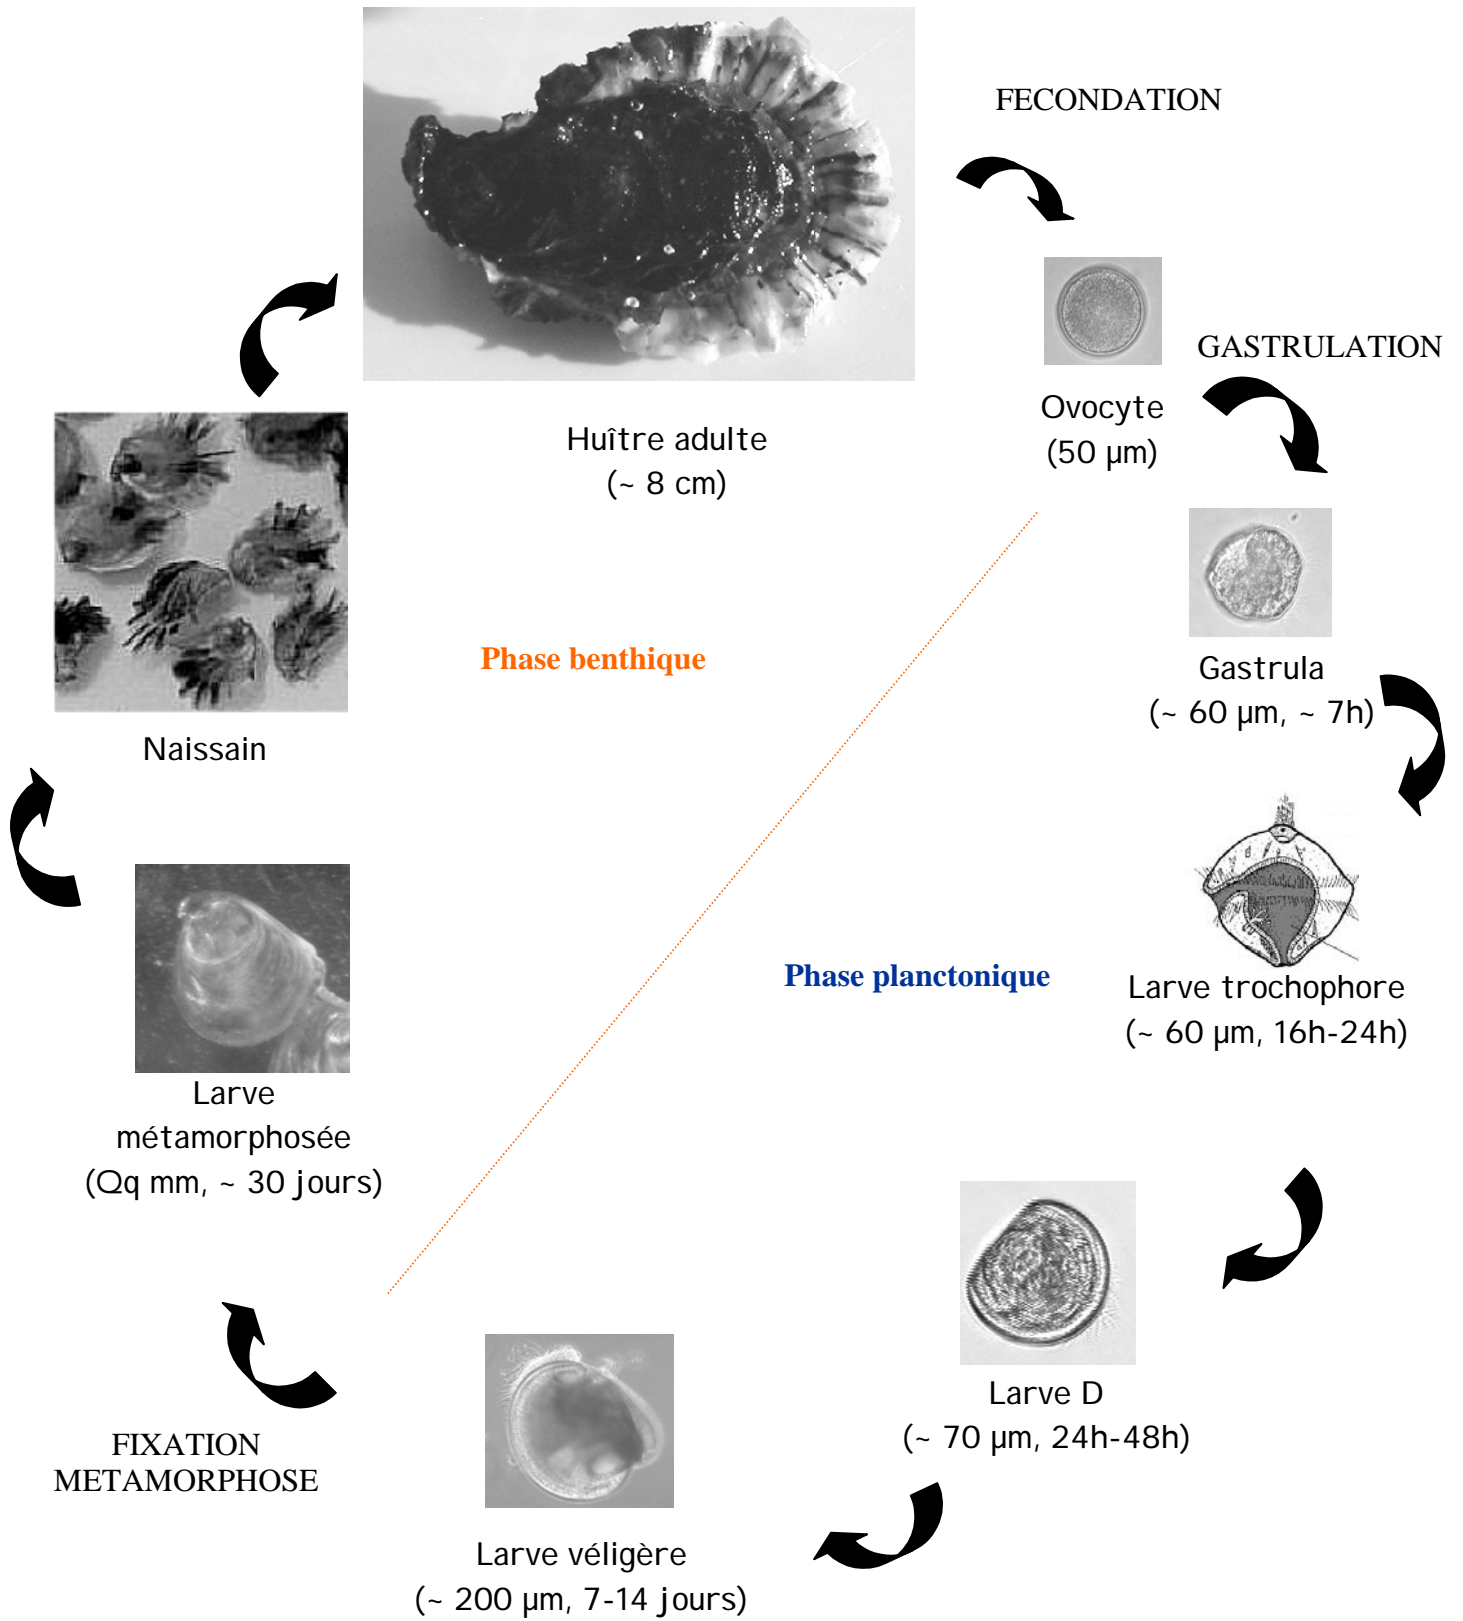 FECONDATION
GASTRULATION
Ovocyte
(50 µm)
Huître adulte
(~ 8 cm)
Phase benthique
Gastrula
(~ 60 µm, ~ 7h)
Naissain
Phase planctonique
Larve trochophore
(~ 60 µm, 16h-24h)
Larve
métamorphosée
(Qq mm, ~ 30 jours)
Larve D
(~ 70 µm, 24h-48h)
FIXATION
METAMORPHOSE
Larve véligère
(~ 200 µm, 7-14 jours)